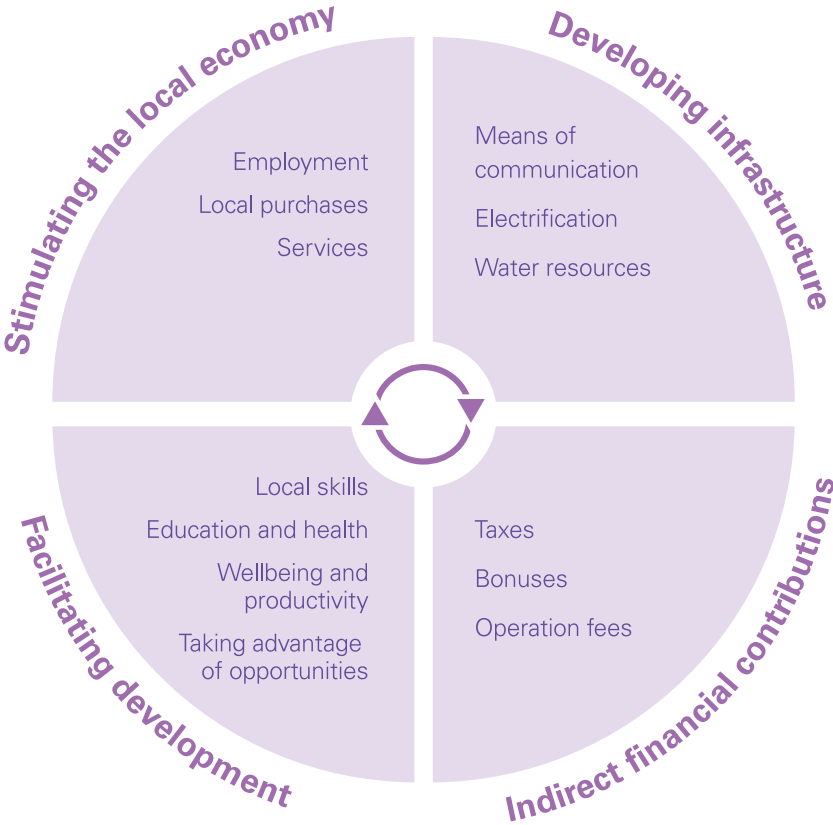 Stimulating the local economy
Employment
Local purchases
Services
Developing infrastructure
Means of
communication
Electrification
Water resources
Facilitating development
Local skills
Education and health
Wellbeing and
productivity
Taking advantage
of opportunities
Indirect financial contributions
Taxes
Bonuses
Operation fees